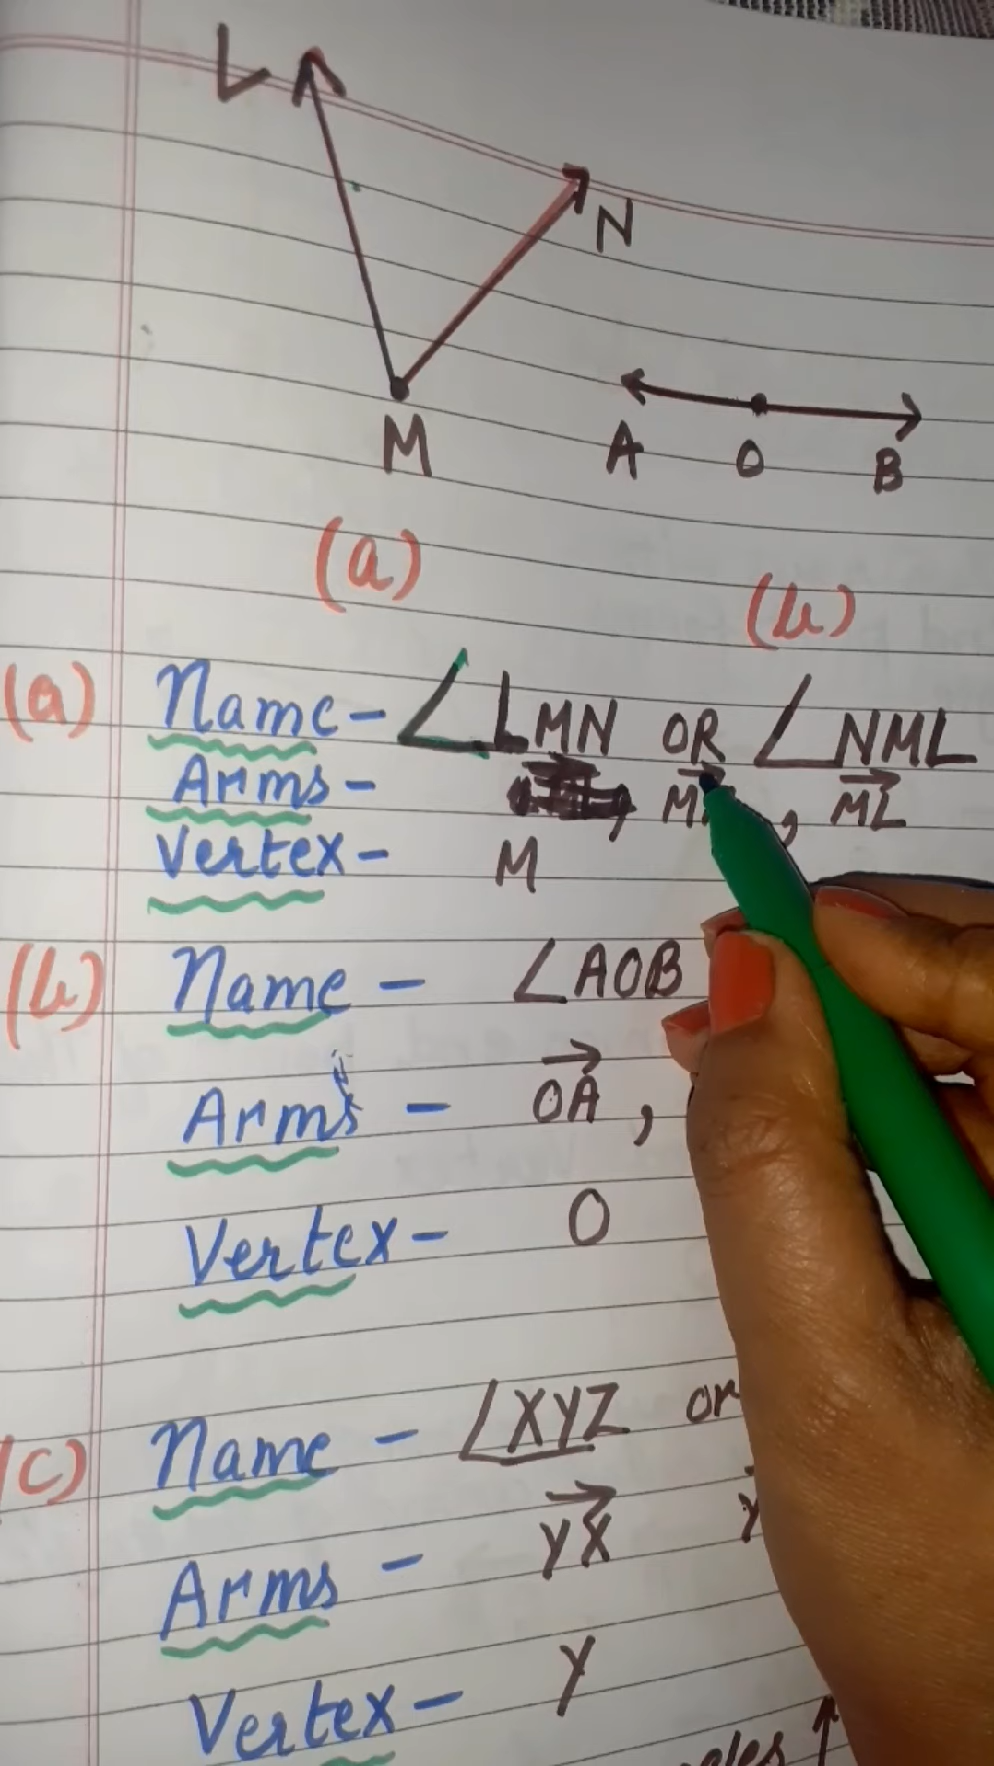 L
N
M
A O B
(a)
(b)
(a) Name - ∠LMN OR ∠NML
Arms - , ML
Vertex - M
(b) Name - ∠AOB
Arms - OA ,
Vertex - O
(c) Name - ∠XYZ or
Arms - YX
Vertex - Y